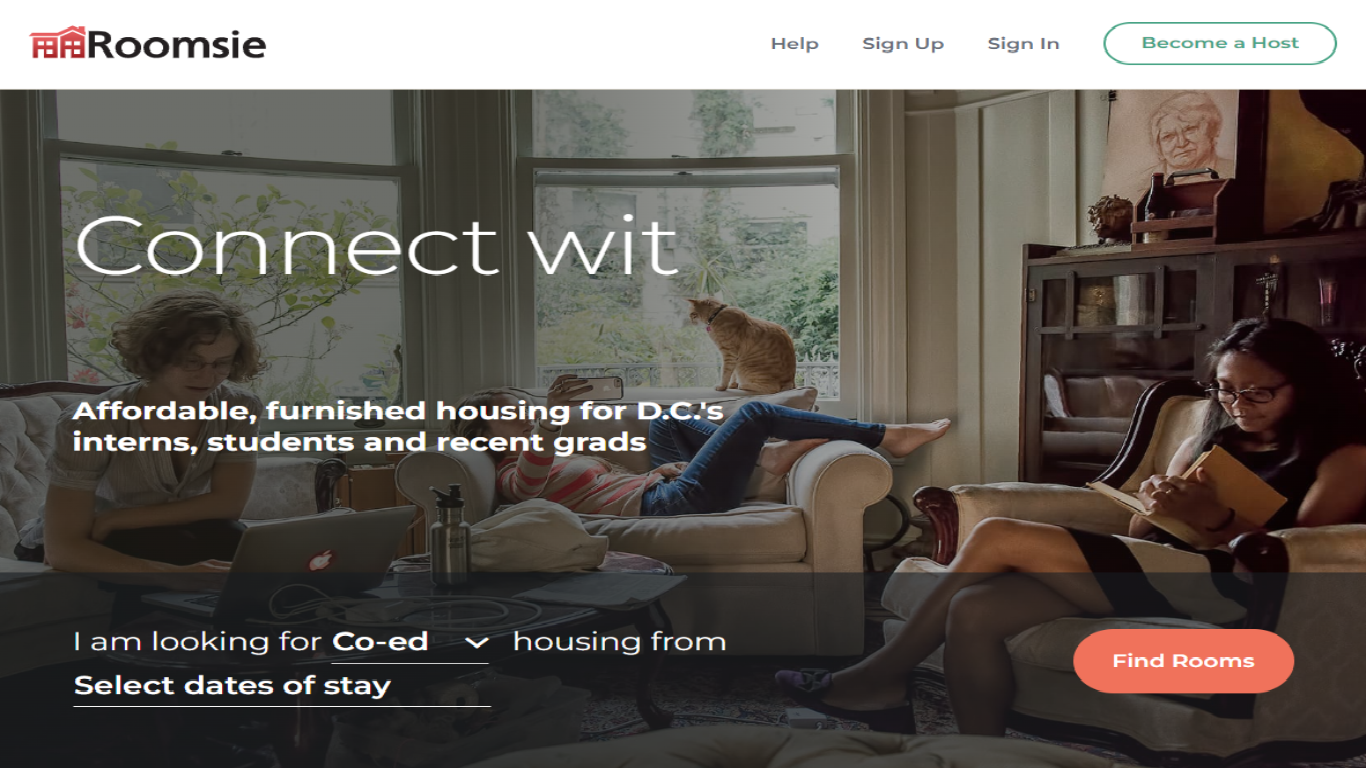 Roomsie
Help
Sign Up
Sign In
Become a Host
Connect wit
Affordable, furnished housing for D.C.'s
interns, students and recent grads
I am looking for Co-ed housing from
Select dates of stay
Find Rooms